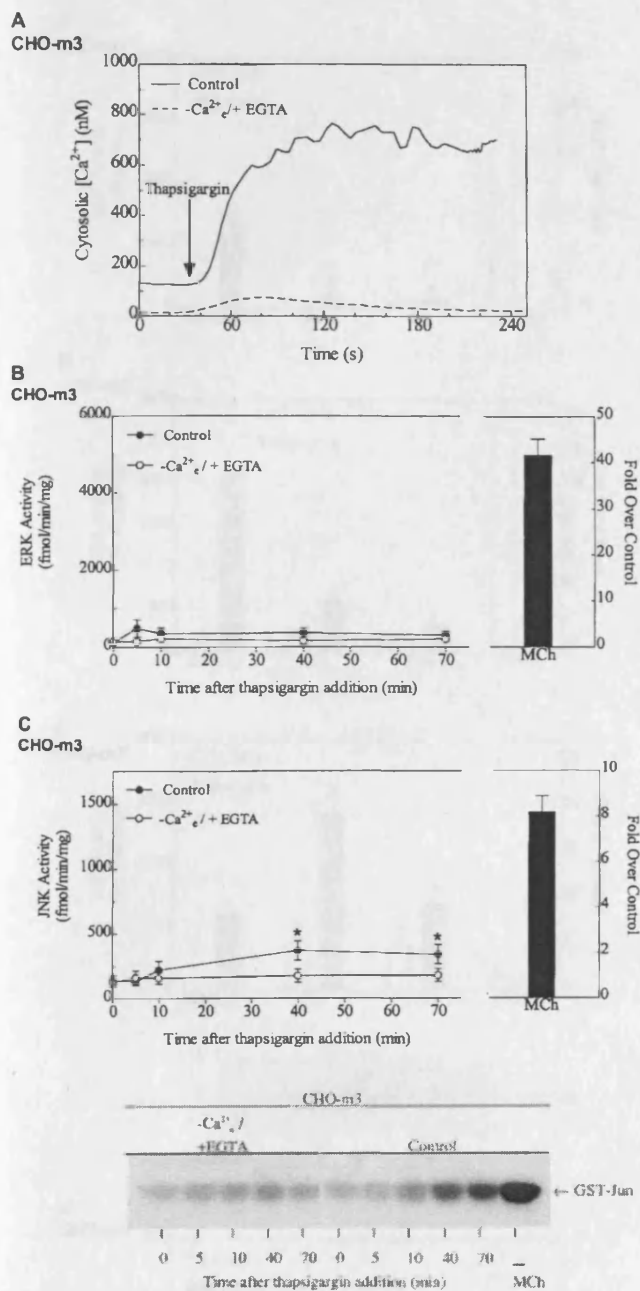 A
CHO-m3
1000
800
600
400
200
0
Cytosolic [Ca²⁺] (nM)
Control
-Ca²⁺ₑ/+ EGTA
Thapsigargin
0 60 120 180 240
Time (s)
B
CHO-m3
6000
4000
2000
0
ERK Activity
(fmol/min/mg)
Control
-Ca²⁺ₑ/ + EGTA
0 10 20 30 40 50 60 70
Time after thapsigargin addition (min)
50
40
30
20
10
0
Fold Over Control
MCh
C
CHO-m3
1500
1000
500
0
JNK Activity
(fmol/min/mg)
Control
-Ca²⁺ₑ/ + EGTA
* *
0 10 20 30 40 50 60 70
Time after thapsigargin addition (min)
10
8
6
4
2
0
Fold Over Control
MCh
CHO-m3
-Ca²⁺ₑ /
+EGTA Control
← GST-Jun
0 5 10 40 70 0 5 10 40 70 _
Time after thapsigargin addition (min) MCh